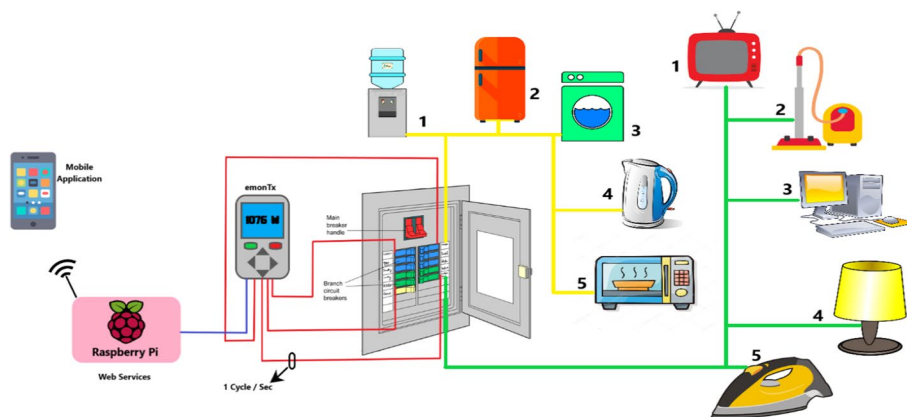 Mobile
Application
emonTx
1076 W
Main
breaker
handle
Branch
circuit
breakers
Raspberry Pi
Web Services
1 Cycle / Sec
1
2
3
4
5
1
2
3
4
5